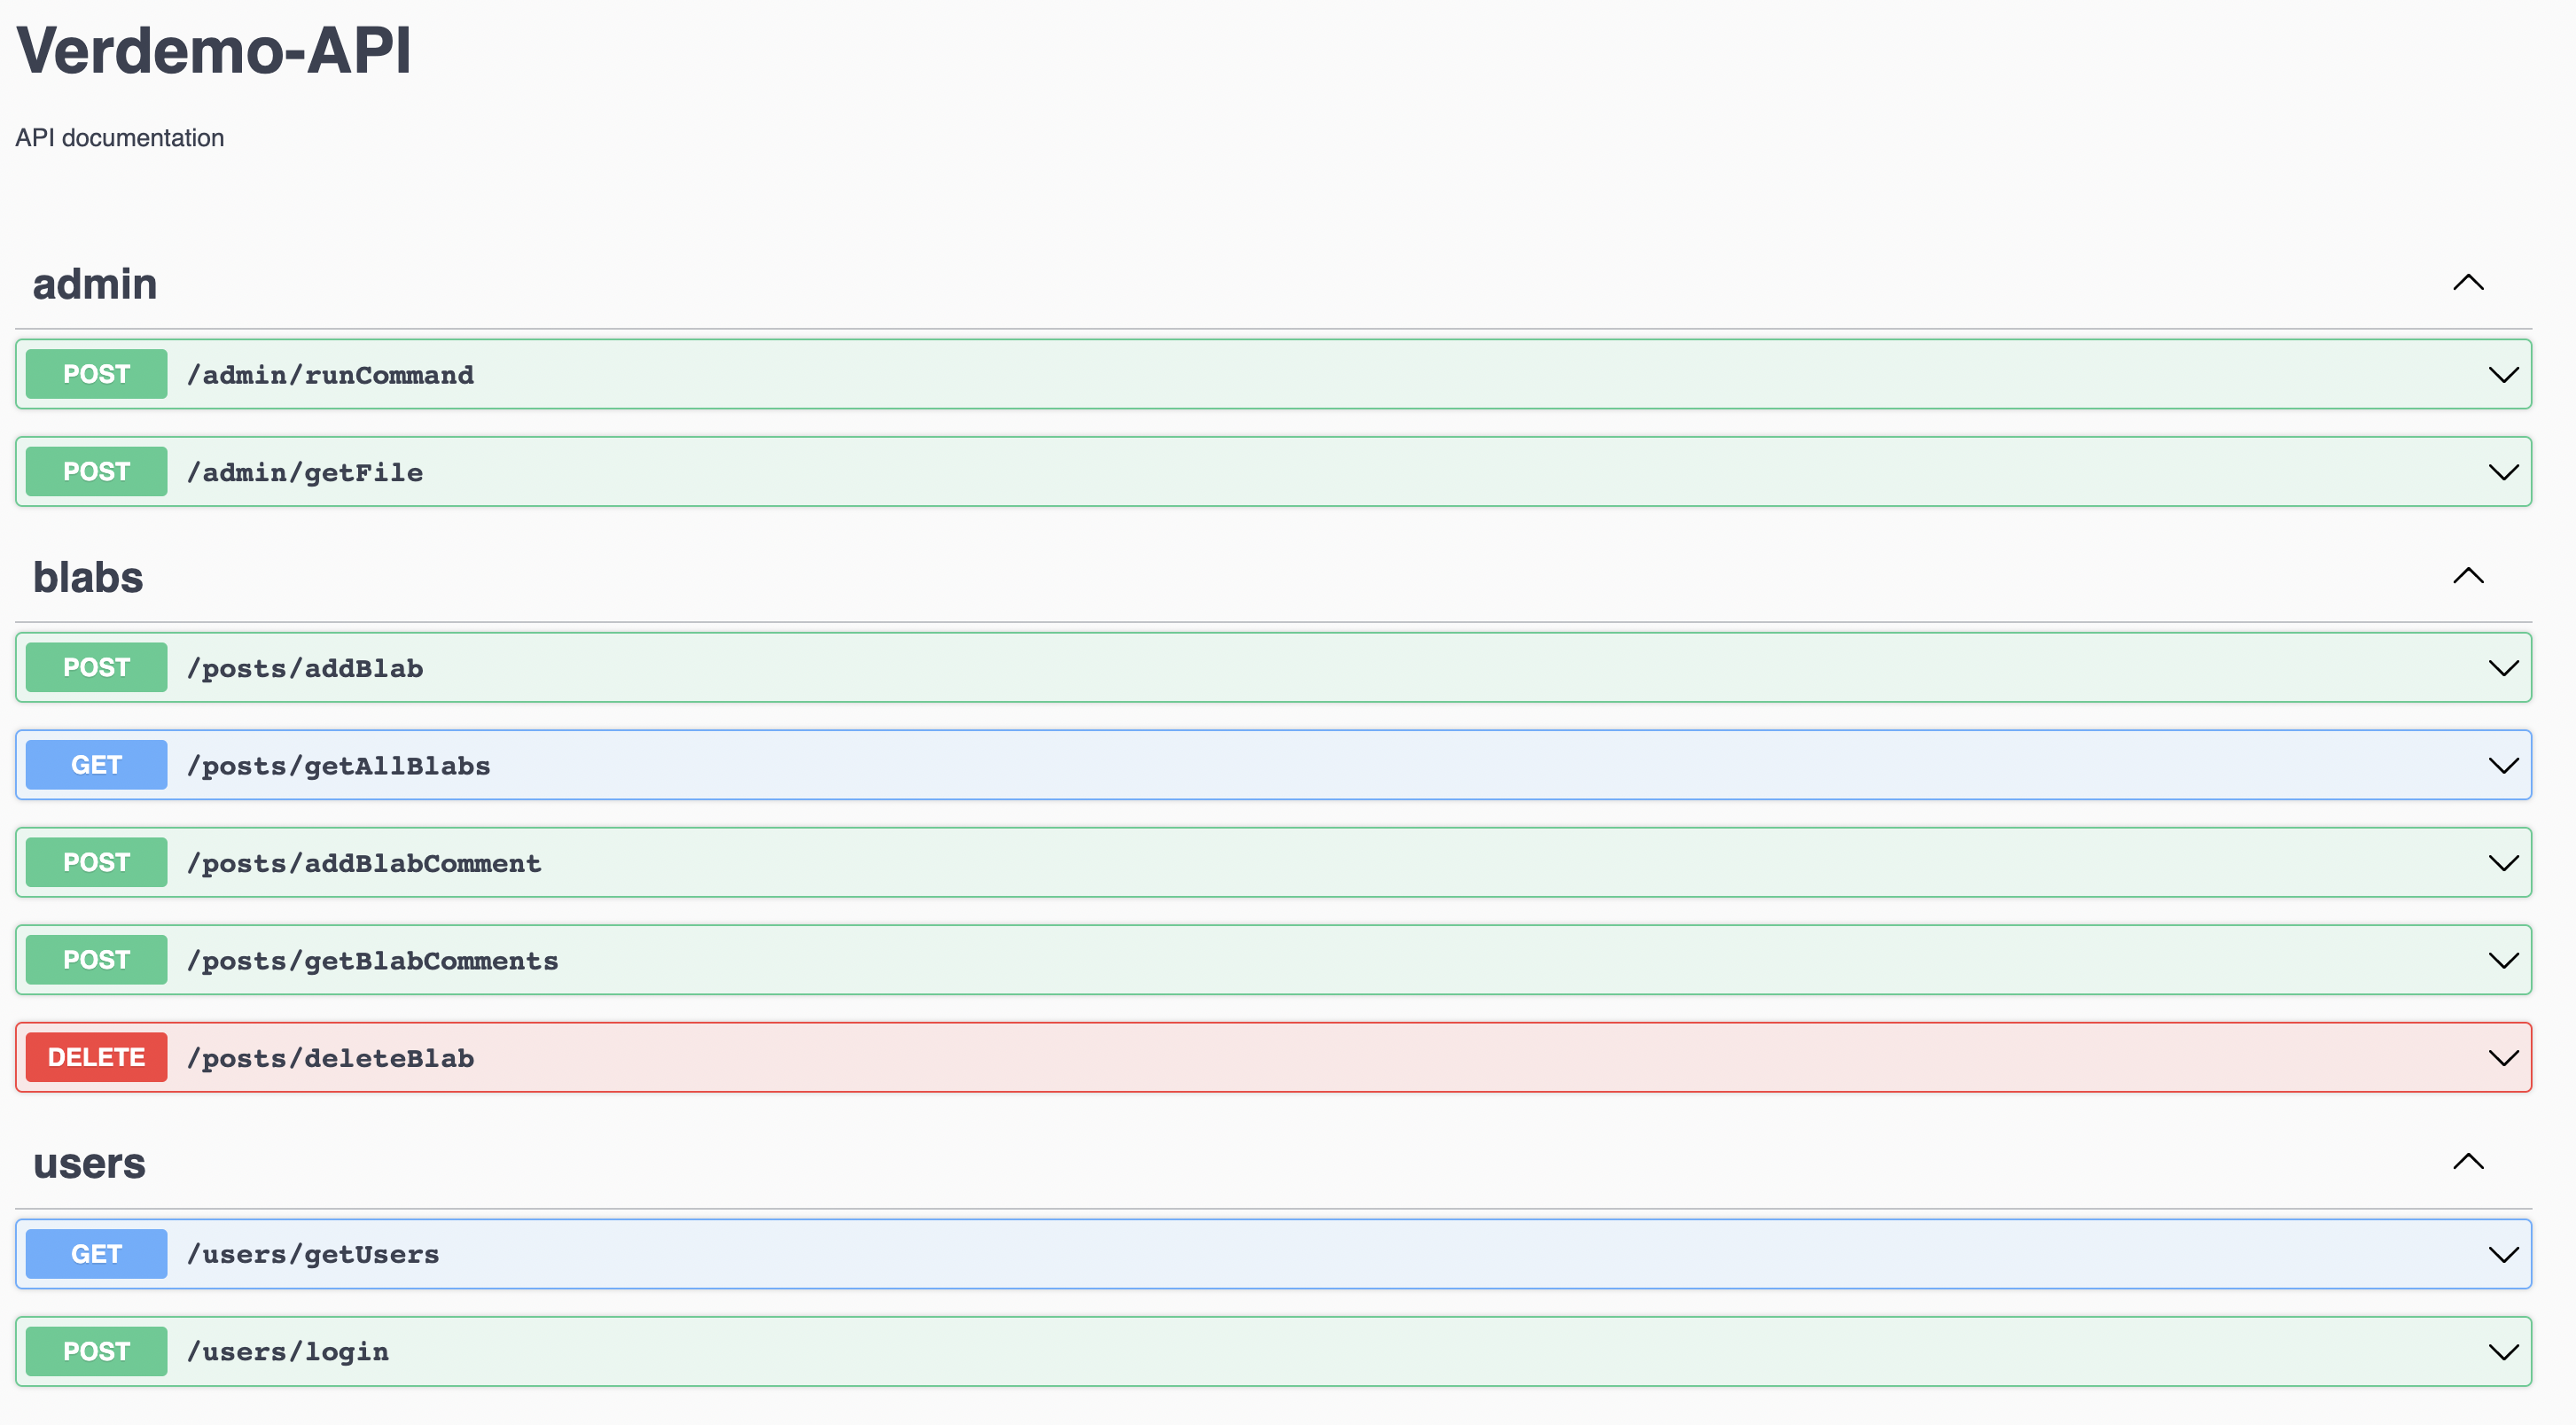 Verdemo-API
API documentation
admin
POST /admin/runCommand
POST /admin/getFile
blabs
POST /posts/addBlab
GET /posts/getAllBlabs
POST /posts/addBlabComment
POST /posts/getBlabComments
DELETE /posts/deleteBlab
users
GET /users/getUsers
POST /users/login